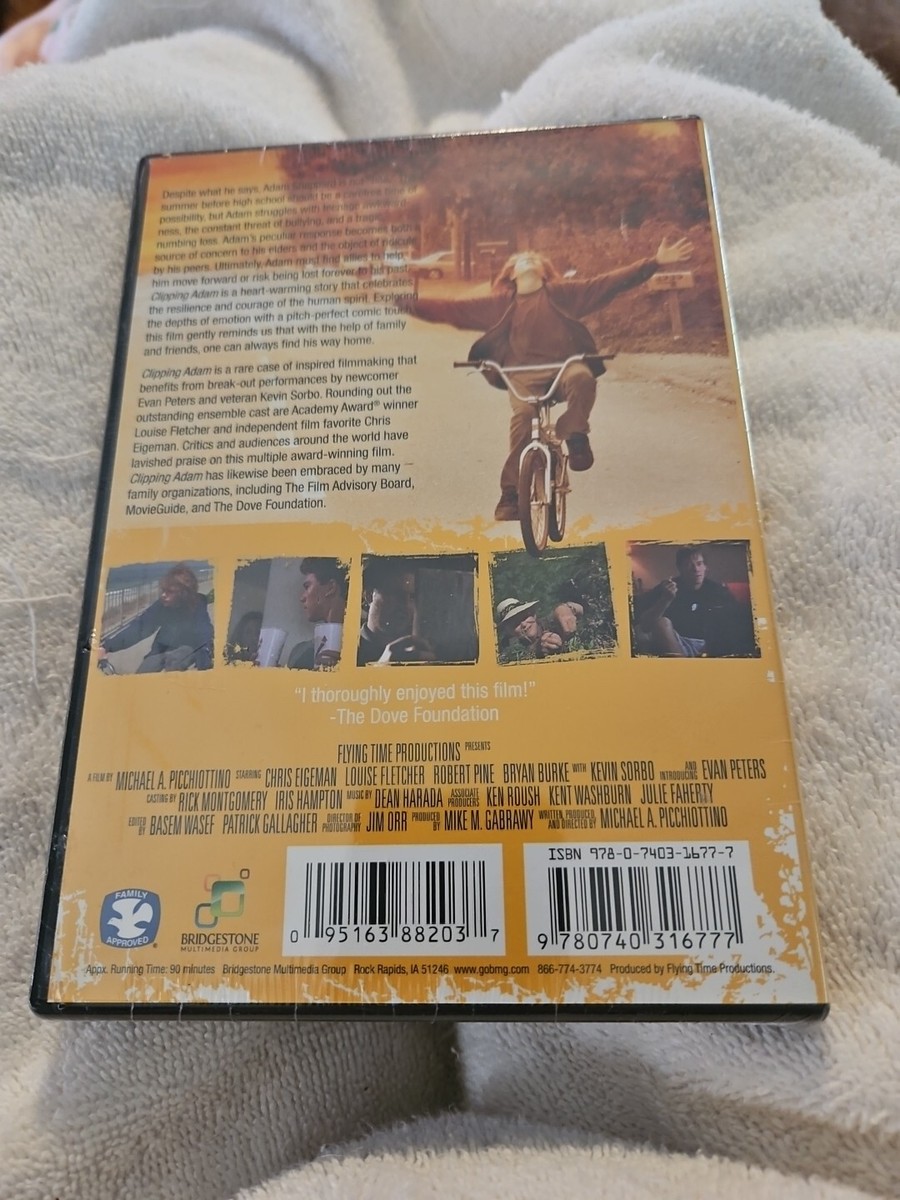 Despite what he says, Adam
summer before high school should be a carefree time of
possibility, but Adam struggles with teenage awkward-
ness, the constant threat of bullying, and a tragic
numbing loss. Adam's peculiar response becomes both a
source of concern to his elders and the object of ridicule
by his peers. Ultimately, Adam must find allies to help
him move forward or risk being lost forever to his past.
Clipping Adam is a heart-warming story that celebrates
the resilience and courage of the human spirit. Exploring
the depths of emotion with a pitch-perfect comic touch,
this film gently reminds us that with the help of family
and friends, one can always find his way home.
Clipping Adam is a rare case of inspired filmmaking that
benefits from break-out performances by newcomer
Evan Peters and veteran Kevin Sorbo. Rounding out the
outstanding ensemble cast are Academy Award® winner
Louise Fletcher and independent film favorite Chris
Eigeman. Critics and audiences around the world have
lavished praise on this multiple award-winning film.
Clipping Adam has likewise been embraced by many
family organizations, including The Film Advisory Board,
MovieGuide, and The Dove Foundation.
“I thoroughly enjoyed this film!”
-The Dove Foundation
FLYING TIME PRODUCTIONS PRESENTS
A FILM BY MICHAEL A. PICCHIOTTINO STARRING CHRIS EIGEMAN LOUISE FLETCHER ROBERT PINE BRYAN BURKE WITH KEVIN SORBO AND INTRODUCING EVAN PETERS
CASTING BY RICK MONTGOMERY IRIS HAMPTON MUSIC BY DEAN HARADA ASSOCIATE PRODUCERS KEN ROUSH KENT WASHBURN JULIE FAHERTY
EDITED BY BASEM WASEF PATRICK GALLAGHER DIRECTOR OF PHOTOGRAPHY JIM ORR PRODUCED BY MIKE M. GABRAWY WRITTEN, PRODUCED, AND DIRECTED BY MICHAEL A. PICCHIOTTINO
FAMILY
APPROVED
BRIDGESTONE
MULTIMEDIA GROUP
0 95163 88203 7
ISBN 978-0-7403-1677-7
9 780740 316777
Appx. Running Time: 90 minutes Bridgestone Multimedia Group Rock Rapids, IA 51246 www.gobmg.com 866-774-3774 Produced by Flying Time Productions.